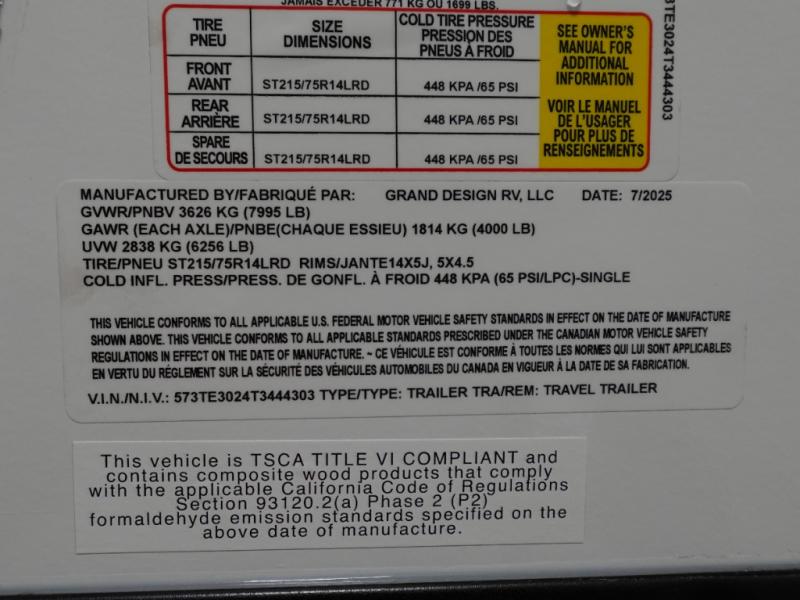 JAMAIS EXCÉDER 771 KG OU 1699 LBS.
TIRE PNEU SIZE DIMENSIONS COLD TIRE PRESSURE PRESSION DES PNEUS À FROID
FRONT AVANT ST215/75R14LRD 448 KPA /65 PSI
REAR ARRIÈRE ST215/75R14LRD 448 KPA /65 PSI
SPARE DE SECOURS ST215/75R14LRD 448 KPA /65 PSI
SEE OWNER'S
MANUAL FOR
ADDITIONAL
INFORMATION
VOIR LE MANUEL
DE L'USAGER
POUR PLUS DE
RENSEIGNEMENTS
3TE3024T3444303
MANUFACTURED BY/FABRIQUÉ PAR: GRAND DESIGN RV, LLC DATE: 7/2025
GVWR/PNBV 3626 KG (7995 LB)
GAWR (EACH AXLE)/PNBE(CHAQUE ESSIEU) 1814 KG (4000 LB)
UVW 2838 KG (6256 LB)
TIRE/PNEU ST215/75R14LRD RIMS/JANTE14X5J, 5X4.5
COLD INFL. PRESS/PRESS. DE GONFL. À FROID 448 KPA (65 PSI/LPC)-SINGLE
THIS VEHICLE CONFORMS TO ALL APPLICABLE U.S. FEDERAL MOTOR VEHICLE SAFETY STANDARDS IN EFFECT ON THE DATE OF MANUFACTURE
SHOWN ABOVE. THIS VEHICLE CONFORMS TO ALL APPLICABLE STANDARDS PRESCRIBED UNDER THE CANADIAN MOTOR VEHICLE SAFETY
REGULATIONS IN EFFECT ON THE DATE OF MANUFACTURE. ~ CE VÉHICULE EST CONFORME À TOUTES LES NORMES QUI LUI SONT APPLICABLES
EN VERTU DU RÉGLEMENT SUR LA SÉCURITÉ DES VÉHICULES AUTOMOBILES DU CANADA EN VIGUEUR À LA DATE DE SA FABRICATION.
V.I.N./N.I.V.: 573TE3024T3444303 TYPE/TYPE: TRAILER TRA/REM: TRAVEL TRAILER
This vehicle is TSCA TITLE VI COMPLIANT and
contains composite wood products that comply
with the applicable California Code of Regulations
Section 93120.2(a) Phase 2 (P2)
formaldehyde emission standards specified on the
above date of manufacture.